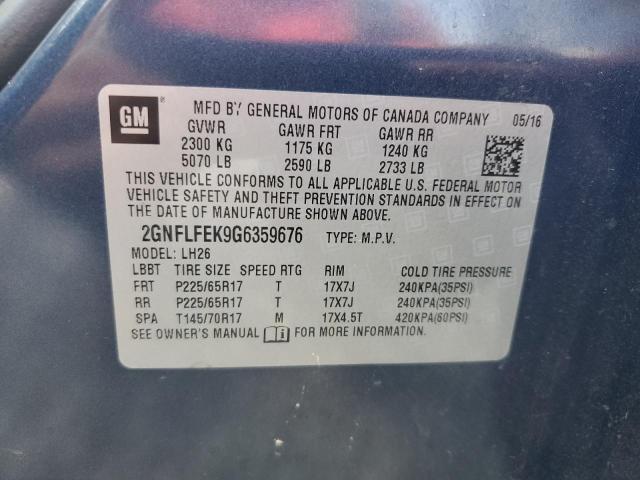 GM
MFD BY GENERAL MOTORS OF CANADA COMPANY 05/16
GVWR GAWR FRT GAWR RR
2300 KG 1175 KG 1240 KG
5070 LB 2590 LB 2733 LB
THIS VEHICLE CONFORMS TO ALL APPLICABLE U.S. FEDERAL MOTOR
VEHICLE SAFETY AND THEFT PREVENTION STANDARDS IN EFFECT ON
THE DATE OF MANUFACTURE SHOWN ABOVE.
2GNFLFEK9G6359676 TYPE: M.P.V.
MODEL: LH26
LBBT TIRE SIZE SPEED RTG RIM COLD TIRE PRESSURE
FRT P225/65R17 T 17X7J 240KPA(35PSI)
RR P225/65R17 T 17X7J 240KPA(35PSI)
SPA T145/70R17 M 17X4.5T 420KPA(60PSI)
SEE OWNER'S MANUAL FOR MORE INFORMATION.